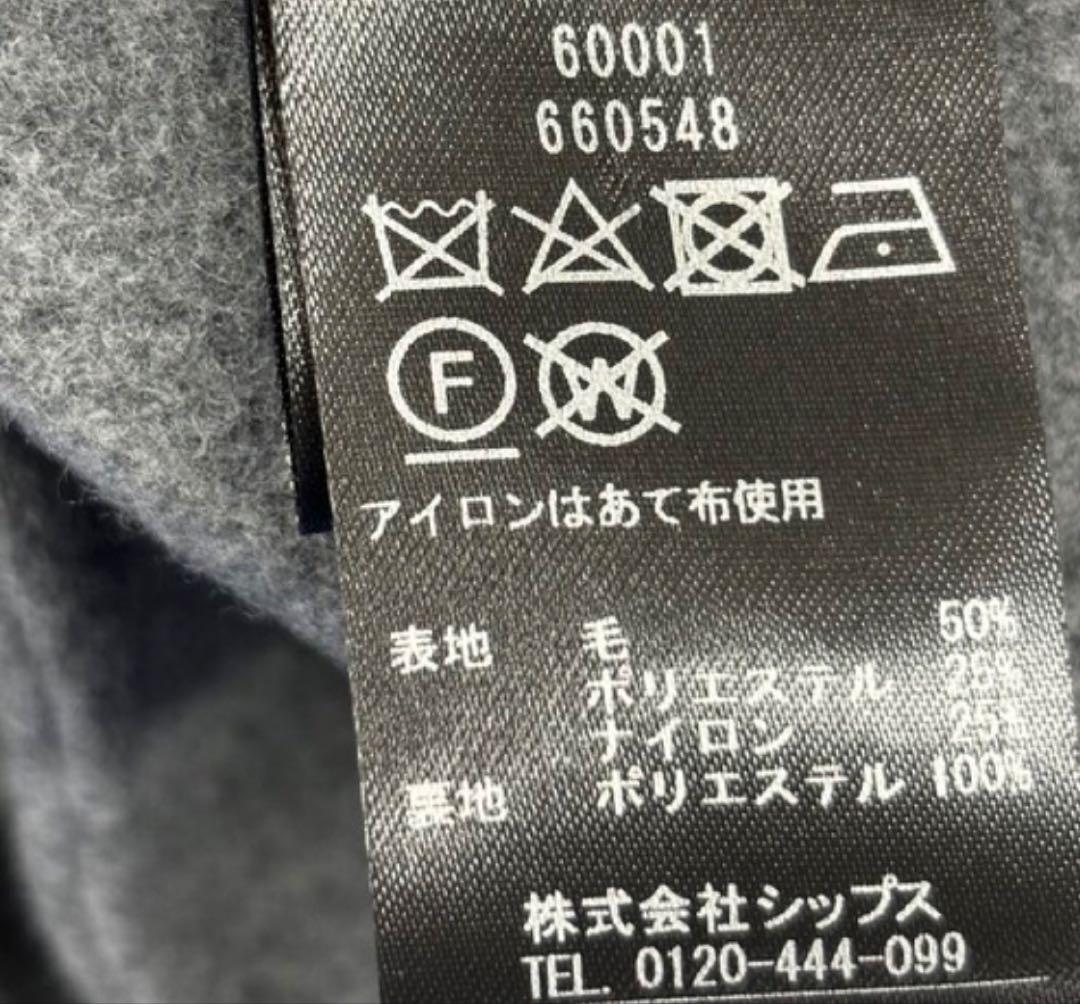 60001
660548
F W
アイロンはあて布使用
表地 毛 50%
ポリエステル 25%
ナイロン 25%
裏地 ポリエステル 100%
株式会社シップス
TEL. 0120-444-099